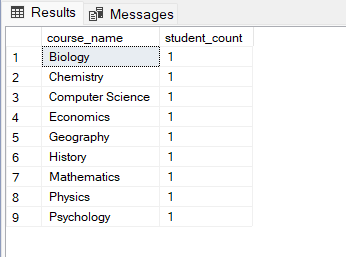 Results Messages
course_name student_count
1 Biology 1
2 Chemistry 1
3 Computer Science 1
4 Economics 1
5 Geography 1
6 History 1
7 Mathematics 1
8 Physics 1
9 Psychology 1